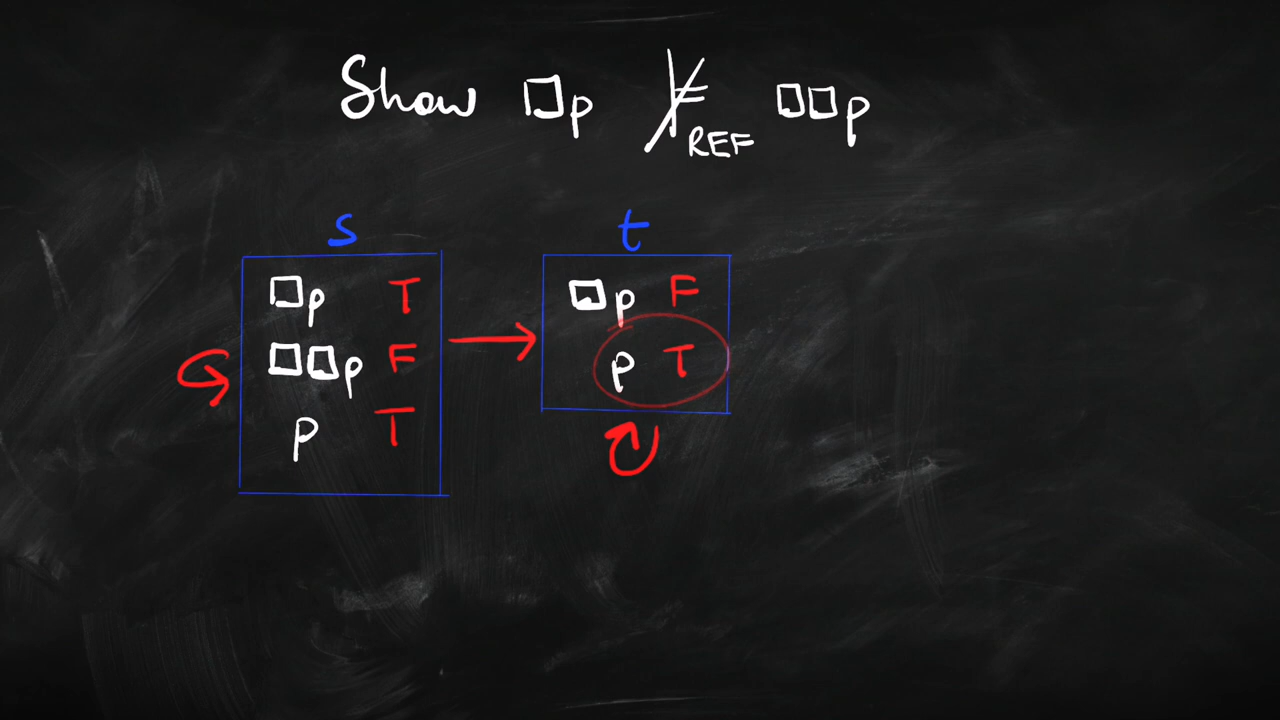 Show □p ⊭REF □□p
s t
□p T □p F
□□p F p T
p T